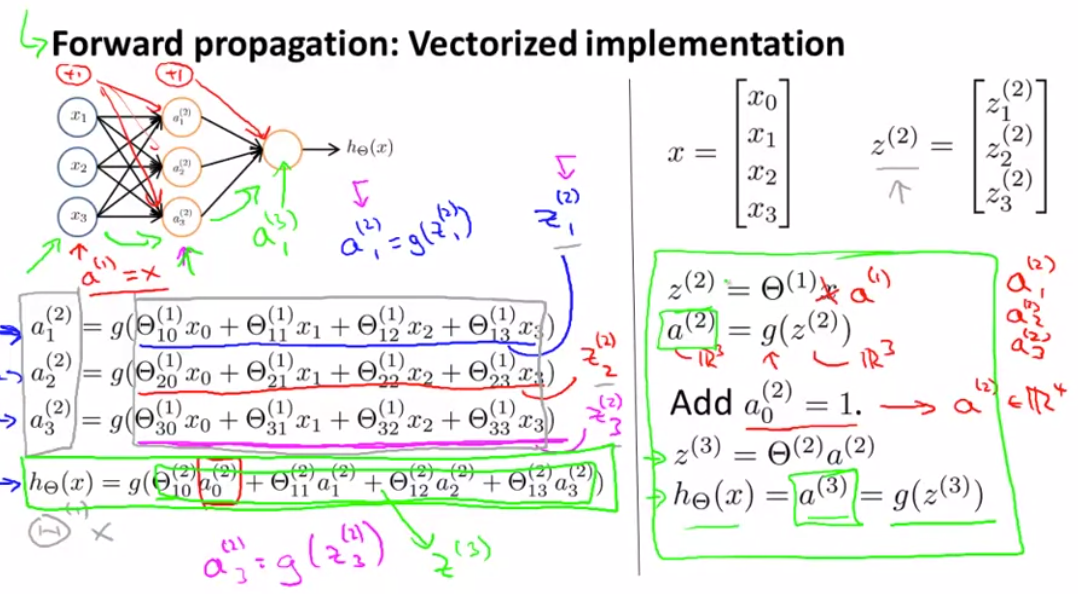 Forward propagation: Vectorized implementation
+1 +1
x₁ a₁⁽²⁾
x₂ a₂⁽²⁾ h_Θ(x)
x₃ a₃⁽²⁾
a₁⁽³⁾
a⁽¹⁾ = x
a₁⁽²⁾ = g(z₁⁽²⁾)
z₁⁽²⁾
a₁⁽²⁾ = g(Θ₁₀⁽¹⁾x₀ + Θ₁₁⁽¹⁾x₁ + Θ₁₂⁽¹⁾x₂ + Θ₁₃⁽¹⁾x₃)
z₂⁽²⁾
a₂⁽²⁾ = g(Θ₂₀⁽¹⁾x₀ + Θ₂₁⁽¹⁾x₁ + Θ₂₂⁽¹⁾x₂ + Θ₂₃⁽¹⁾x₃)
z₃⁽²⁾
a₃⁽²⁾ = g(Θ₃₀⁽¹⁾x₀ + Θ₃₁⁽¹⁾x₁ + Θ₃₂⁽¹⁾x₂ + Θ₃₃⁽¹⁾x₃)
h_Θ(x) = g(Θ₁₀⁽²⁾a₀⁽²⁾ + Θ₁₁⁽²⁾a₁⁽²⁾ + Θ₁₂⁽²⁾a₂⁽²⁾ + Θ₁₃⁽²⁾a₃⁽²⁾)
Θ⁽¹⁾ x
a₃⁽²⁾ = g(z₃⁽²⁾) z⁽³⁾
x = [x₀ x₁ x₂ x₃] z⁽²⁾ = [z₁⁽²⁾ z₂⁽²⁾ z₃⁽²⁾]
z⁽²⁾ = Θ⁽¹⁾x a⁽¹⁾
a₁⁽²⁾
a₂⁽²⁾
a₃⁽²⁾
a⁽²⁾ = g(z⁽²⁾)
ℝ³ ℝ³
Add a₀⁽²⁾ = 1. → a⁽²⁾ ∈ ℝ⁴
z⁽³⁾ = Θ⁽²⁾a⁽²⁾
h_Θ(x) = a⁽³⁾ = g(z⁽³⁾)